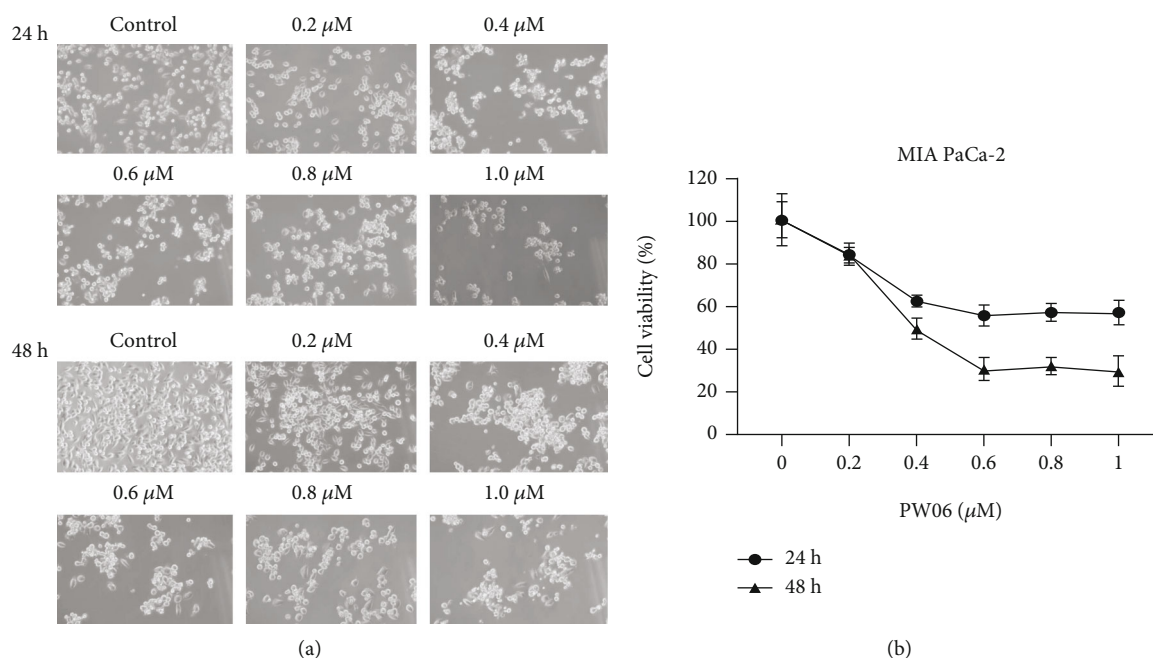 Control 0.2 μM 0.4 μM
24 h
0.6 μM 0.8 μM 1.0 μM
Control 0.2 μM 0.4 μM
48 h
0.6 μM 0.8 μM 1.0 μM
(a)
MIA PaCa-2
120
100
80
60
40
20
0
Cell viability (%)
0 0.2 0.4 0.6 0.8 1
PW06 (μM)
24 h
48 h
(b)